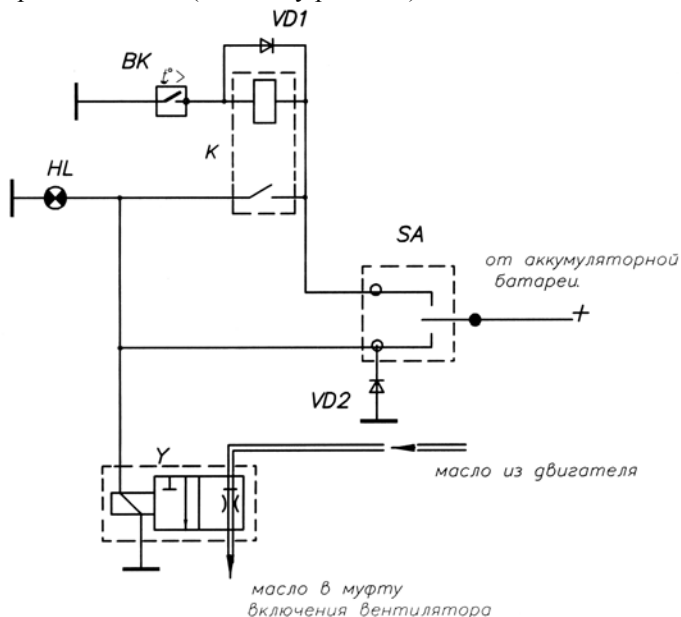 VD1
BK
t°>
K
HL
SA
от аккумуляторной
батареи.
+
VD2
Y
масло из двигателя
масло в муфту
включения вентилятора